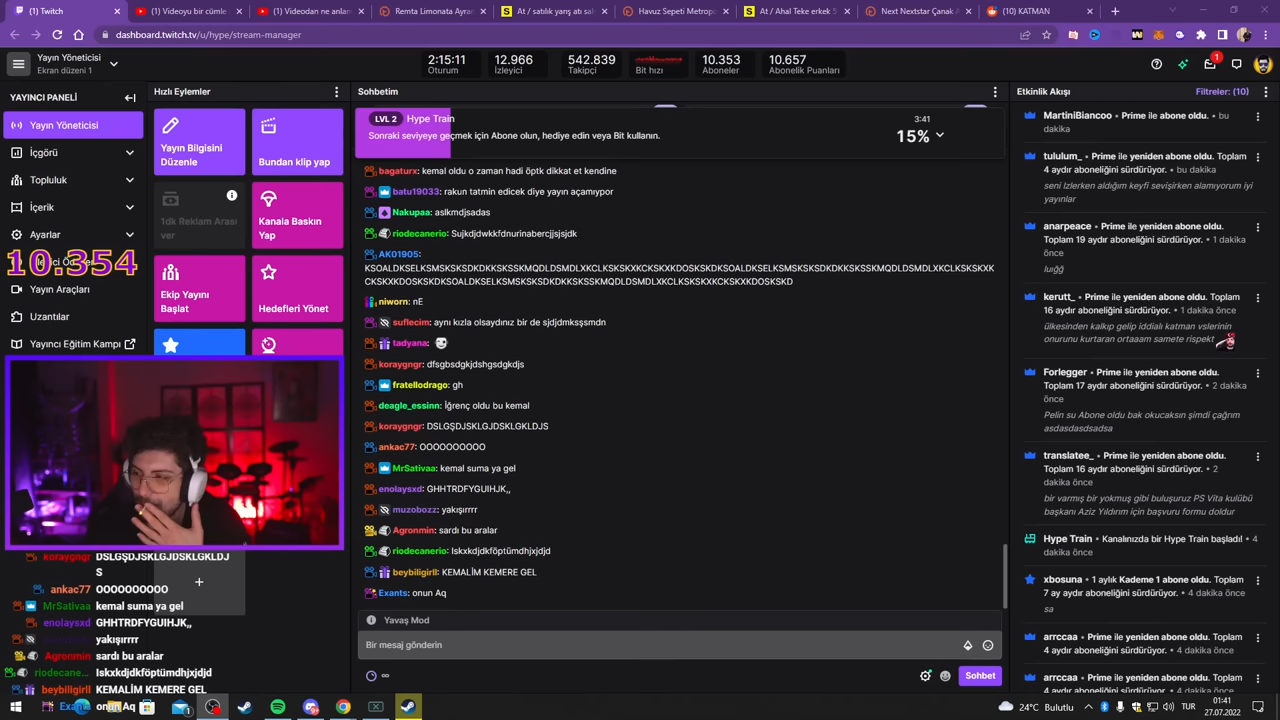 (1) Twitch
(1) Videoyu bir cümle
(1) Videodan ne anla
Remta Limonata Ayran
At / satılık yarış atı sa
Havuz Sepeti Metrop
At / Ahal Teke erkek 5
Next Nextstar Çanak A
(10) KATMAN
dashboard.twitch.tv/u/hype/stream-manager
Yayın Yöneticisi
Ekran düzeni 1
2:15:11
Oturum
12.966
İzleyici
542.839
Takipçi
Bit hızı
10.353
Aboneler
10.657
Abonelik Puanları
1
YAYINCI PANELİ
Yayın Yöneticisi
İçgörü
Topluluk
İçerik
Ayarlar
10.354
Yayın Araçları
Uzantılar
Yayıncı Eğitim Kampı
Hızlı Eylemler
Yayın Bilgisini
Düzenle
Bundan klip yap
1dk Reklam Arası
ver
Kanala Baskın
Yap
Ekip Yayını
Başlat
Hedefleri Yönet
Sohbetim
LVL 2 Hype Train
Sonraki seviyeye geçmek için Abone olun, hediye edin veya Bit kullanın.
3:41
15%
bagaturx: kemal oldu o zaman hadi öptk dikkat et kendine
batu19033: rakun tatmin edicek diye yayın açamıyor
Nakupaa: aslkmdjsadas
riodecanerio: Sujkdjwkkfdnurinabercjjsjsjdk
AK01905:
KSOALDKSELKSMSKSKSDKDKKSKSSKMQDLDSMDLXKCLKSKSKXKCKSKXKDOSKSKDKSOALDKSELKSMSKSKSDKDKKSKSSKMQDLDSMDLXKCLKSKSKXK
CKSKXKDOSKSKDKSOALDKSELKSMSKSKSDKDKKSKSSKMQDLDSMDLXKCLKSKSKXKCKSKXKDOSKSKD
niworn: nE
suflecim: aynı kızla olsaydınız bir de sjdjdmksşsmdn
tadyana:
koraygngr: dfsgbsdgkjdshgsdgkdjs
fratellodrago: gh
deagle_essinn: İğrenç oldu bu kemal
koraygngr: DSLGŞDJSKLGJDSKLGKLDJS
ankac77: OOOOOOOOOO
MrSativaa: kemal suma ya gel
enolaysxd: GHHTRDFYGUIHJK,,
muzobozz: yakışırrrr
Agronmin: sardı bu aralar
riodecanerio: lskxkdjdkföptümdhjxjdjd
beybiligirll: KEMALİM KEMERE GEL
Exants: onun Aq
Yavaş Mod
Bir mesaj gönderin
Sohbet
Etkinlik Akışı
Filtreler: (10)
MartiniBiancoo • Prime ile abone oldu. • bu
dakika
tululum_ • Prime ile yeniden abone oldu. Toplam
4 aydır aboneliğini sürdürüyor. • bu dakika
seni Izlerken aldığım keyfi sevişirken alamıyorum iyi
yayınlar
anarpeace • Prime ile yeniden abone oldu.
Toplam 19 aydır aboneliğini sürdürüyor. • 1 dakika
önce
luığğ
kerutt_ • Prime ile yeniden abone oldu. Toplam
16 aydır aboneliğini sürdürüyor. • 1 dakika önce
ülkesinden kalkıp gelip iddialı katman vslerinin
onurunu kurtaran ortaaam samete rispekt
Forlegger • Prime ile yeniden abone oldu.
Toplam 17 aydır aboneliğini sürdürüyor. • 2 dakika
önce
Pelin su Abone oldu bak okucaksın şimdi çağrım
asdasdasdsadsa
translatee_ • Prime ile yeniden abone oldu.
Toplam 16 aydır aboneliğini sürdürüyor. • 2
dakika önce
bir varmış bir yokmuş gibi buluşuruz PS Vita kulübü
başkanı Aziz Yıldırım için başvuru formu doldur
Hype Train • Kanalınızda bir Hype Train başladı! • 4
dakika önce
xbosuna • 1 aylık Kademe 1 abone oldu. Toplam
7 ay aboneliğini sürdürüyor. • 4 dakika önce
sa
arrccaa • Prime ile yeniden abone oldu. Toplam
4 aydır aboneliğini sürdürüyor. • 4 dakika önce
arrccaa • Prime ile yeniden abone oldu. Toplam
4 aydır aboneliğini sürdürüyor. • 4 dakika önce
koraygngr DSLGŞDJSKLGJDSKLGKLDJ
S
ankac77 OOOOOOOOOO
MrSativaa kemal suma ya gel
enolaysxd GHHTRDFYGUIHJK,,
yakışırrrr
Agronmin sardı bu aralar
riodecane... lskxkdjdkföptümdhjxjdjd
beybiligirll KEMALİM KEMERE GEL
Exants onun Aq
24°C Bulutlu
TUR
01:41
27.07.2022